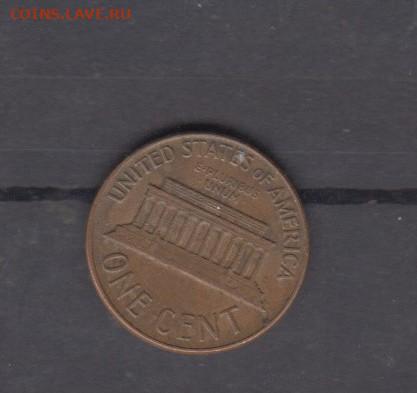 COINS.LAVE.RU
UNITED STATES OF AMERICA
E·PLURIBUS
UNUM
ONE CENT